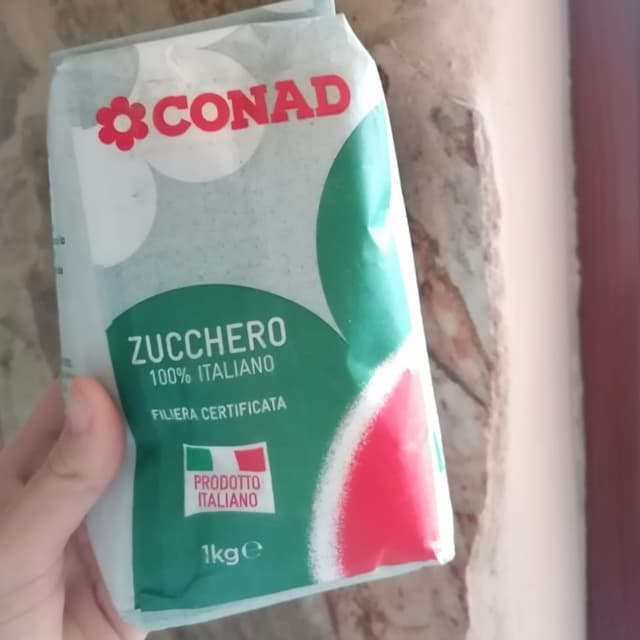 CONAD
ZUCCHERO
100% ITALIANO
FILIERA CERTIFICATA
PRODOTTO
ITALIANO
1kg ℮